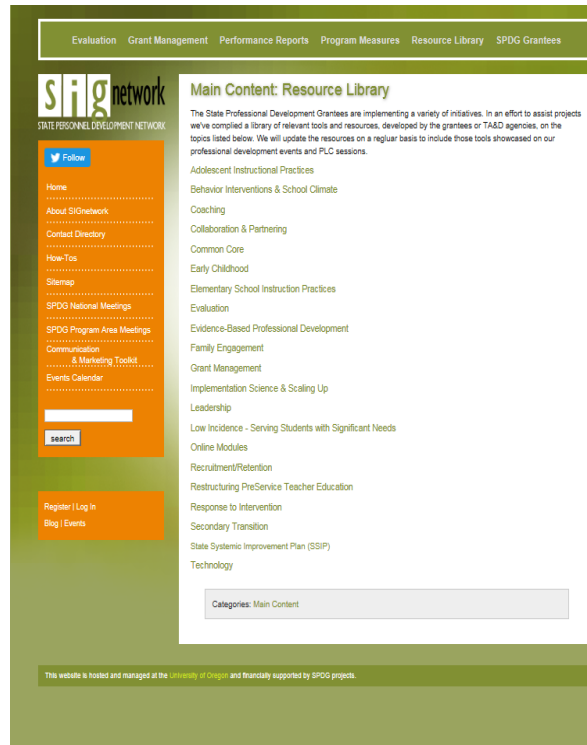 Evaluation Grant Management Performance Reports Program Measures Resource Library SPDG Grantees
signetwork
STATE PERSONNEL DEVELOPMENT NETWORK
Follow
Home
About SIGnetwork
Contact Directory
How-Tos
Sitemap
SPDG National Meetings
SPDG Program Area Meetings
Communication
& Marketing Toolkit
Events Calendar
search
Register | Log In
Blog | Events
Main Content: Resource Library
The State Professional Development Grantees are implementing a variety of initiatives. In an effort to assist projects
we've complied a library of relevant tools and resources, developed by the grantees or TA&D agencies, on the
topics listed below. We will update the resources on a regluar basis to include those tools showcased on our
professional development events and PLC sessions.
Adolescent Instructional Practices
Behavior Interventions & School Climate
Coaching
Collaboration & Partnering
Common Core
Early Childhood
Elementary School Instruction Practices
Evaluation
Evidence-Based Professional Development
Family Engagement
Grant Management
Implementation Science & Scaling Up
Leadership
Low Incidence - Serving Students with Significant Needs
Online Modules
Recruitment/Retention
Restructuring PreService Teacher Education
Response to Intervention
Secondary Transition
State Systemic Improvement Plan (SSIP)
Technology
Categories: Main Content
This website is hosted and managed at the University of Oregon and financially supported by SPDG projects.